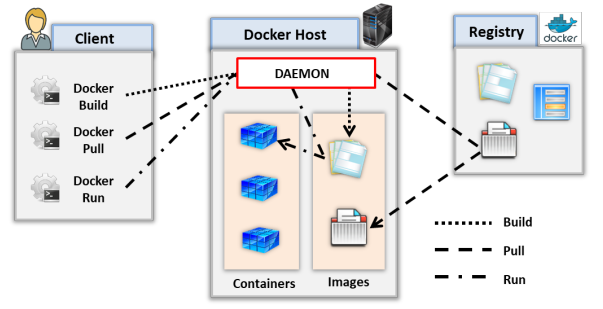 Client
Docker Host
Registry
docker
DAEMON
Docker
Build
Docker
Pull
Docker
Run
Containers
Images
Build
Pull
Run